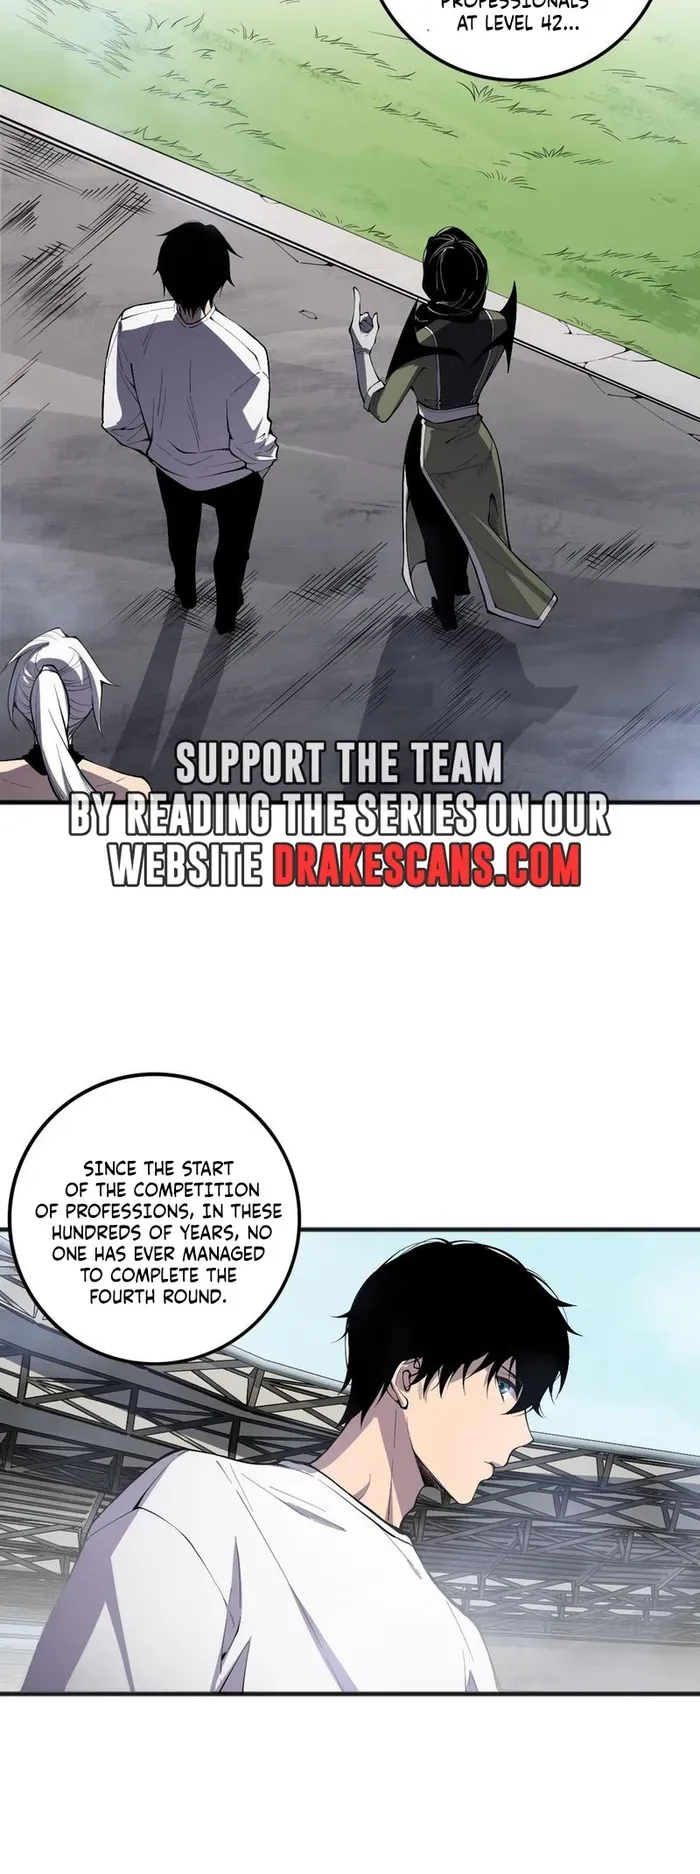 PROFESSIONALS
AT LEVEL 42...
SUPPORT THE TEAM
BY READING THE SERIES ON OUR
WEBSITE DRAKESCANS.COM
SINCE THE START
OF THE COMPETITION
OF PROFESSIONS, IN THESE
HUNDREDS OF YEARS, NO
ONE HAS EVER MANAGED
TO COMPLETE THE
FOURTH ROUND.